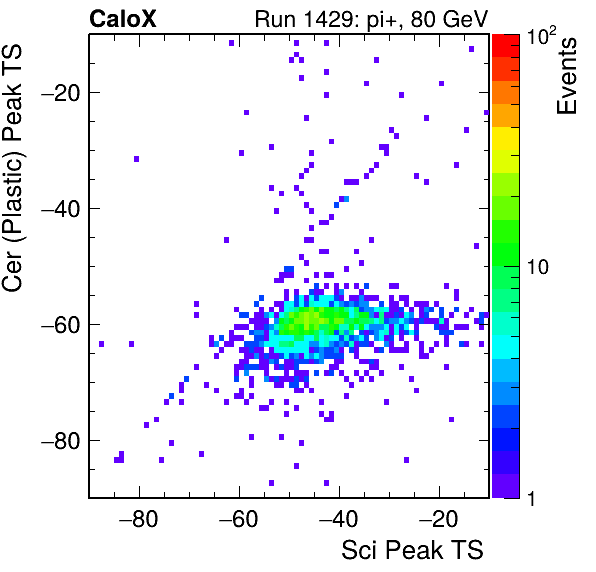 CaloX Run 1429: pi+, 80 GeV
Cer (Plastic) Peak TS
−20
−40
−60
−80
−80 −60 −40 −20
Sci Peak TS
10²
10
1
Events